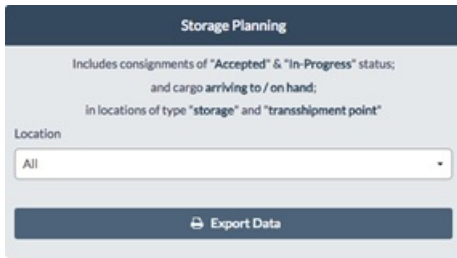 Storage Planning
Includes consignments of "Accepted" & "In-Progress" status;
and cargo arriving to / on hand;
in locations of type "storage" and "transshipment point"
Location
All
Export Data